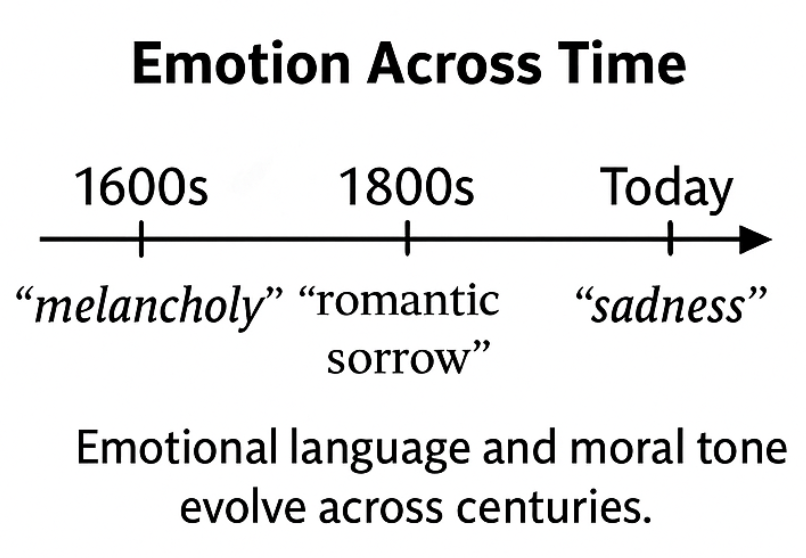 Emotion Across Time
1600s 1800s Today
“melancholy” “romantic sorrow” “sadness”
Emotional language and moral tone
evolve across centuries.